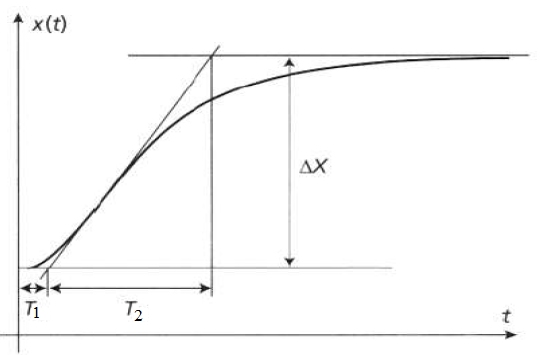 x(t)
ΔX
T₁
T₂
t